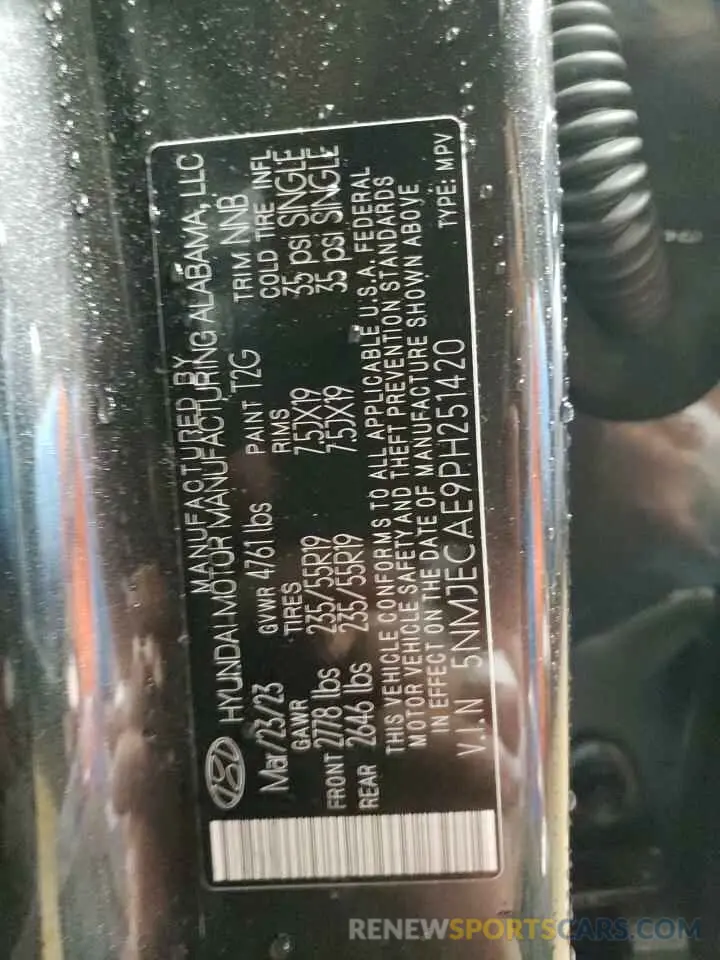 MANUFACTURED BY
HYUNDAI MOTOR MANUFACTURING ALABAMA, LLC
Mar/23/23 GVWR 4761 lbs PAINT T2G TRIM NNB
GAWR TIRES RIMS COLD TIRE INFL
FRONT 2778 lbs 235/55R19 7.5JX19 35 psi SINGLE
REAR 2646 lbs 235/55R19 7.5JX19 35 psi SINGLE
THIS VEHICLE CONFORMS TO ALL APPLICABLE U.S.A. FEDERAL
MOTOR VEHICLE SAFETY AND THEFT PREVENTION STANDARDS
IN EFFECT ON THE DATE OF MANUFACTURE SHOWN ABOVE
V.I.N 5NMJECAE9PH251420 TYPE: MPV
RENEWSPORTSCARS.COM